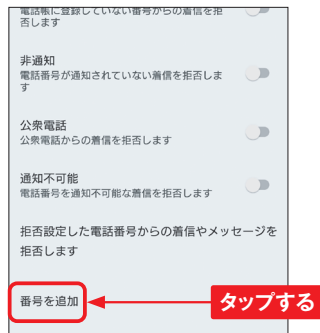 電話帳に登録していない番号からの着信を拒
否します
非通知
電話番号が通知されていない着信を拒否しま
す
公衆電話
公衆電話からの着信を拒否します
通知不可能
電話番号を通知不可能な着信を拒否します
拒否設定した電話番号からの着信やメッセージを
拒否します
番号を追加
タップする